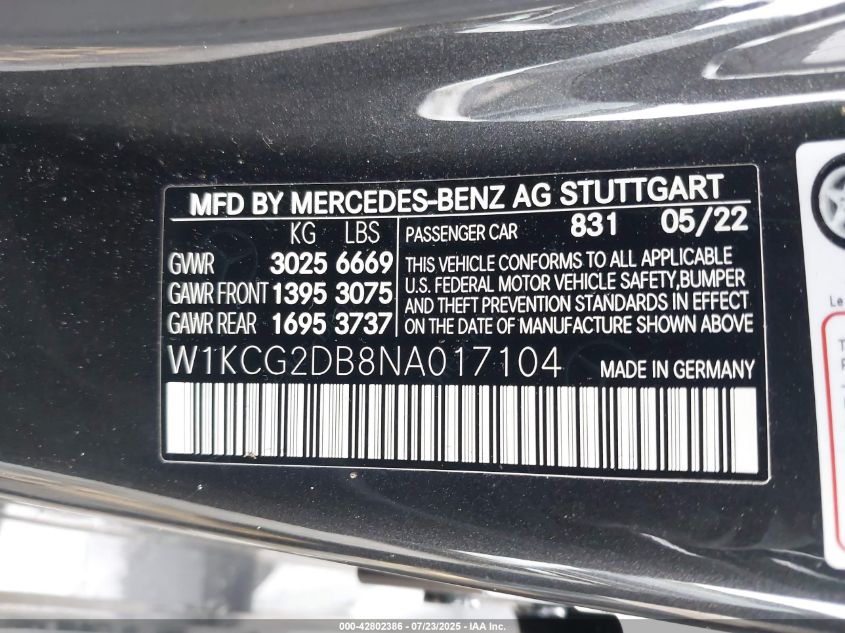 MFD BY MERCEDES-BENZ AG STUTTGART
KG LBS
GVWR 3025 6669
GAWR FRONT 1395 3075
GAWR REAR 1695 3737
PASSENGER CAR 831 05/22
THIS VEHICLE CONFORMS TO ALL APPLICABLE
U.S. FEDERAL MOTOR VEHICLE SAFETY,BUMPER
AND THEFT PREVENTION STANDARDS IN EFFECT
ON THE DATE OF MANUFACTURE SHOWN ABOVE
W1KCG2DB8NA017104 MADE IN GERMANY
000-42802386 - 07/23/2025 - IAA Inc.